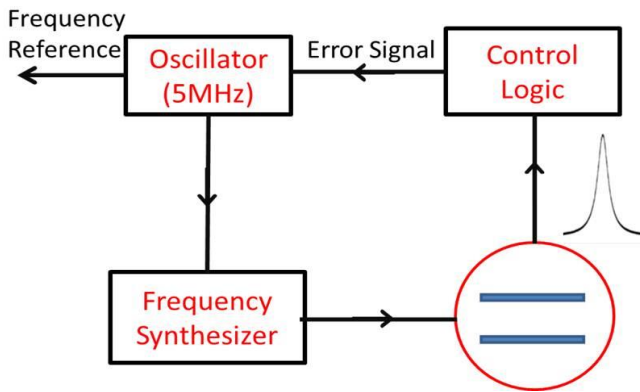 Frequency
Reference
Oscillator
(5MHz)
Error Signal
Control
Logic
Frequency
Synthesizer